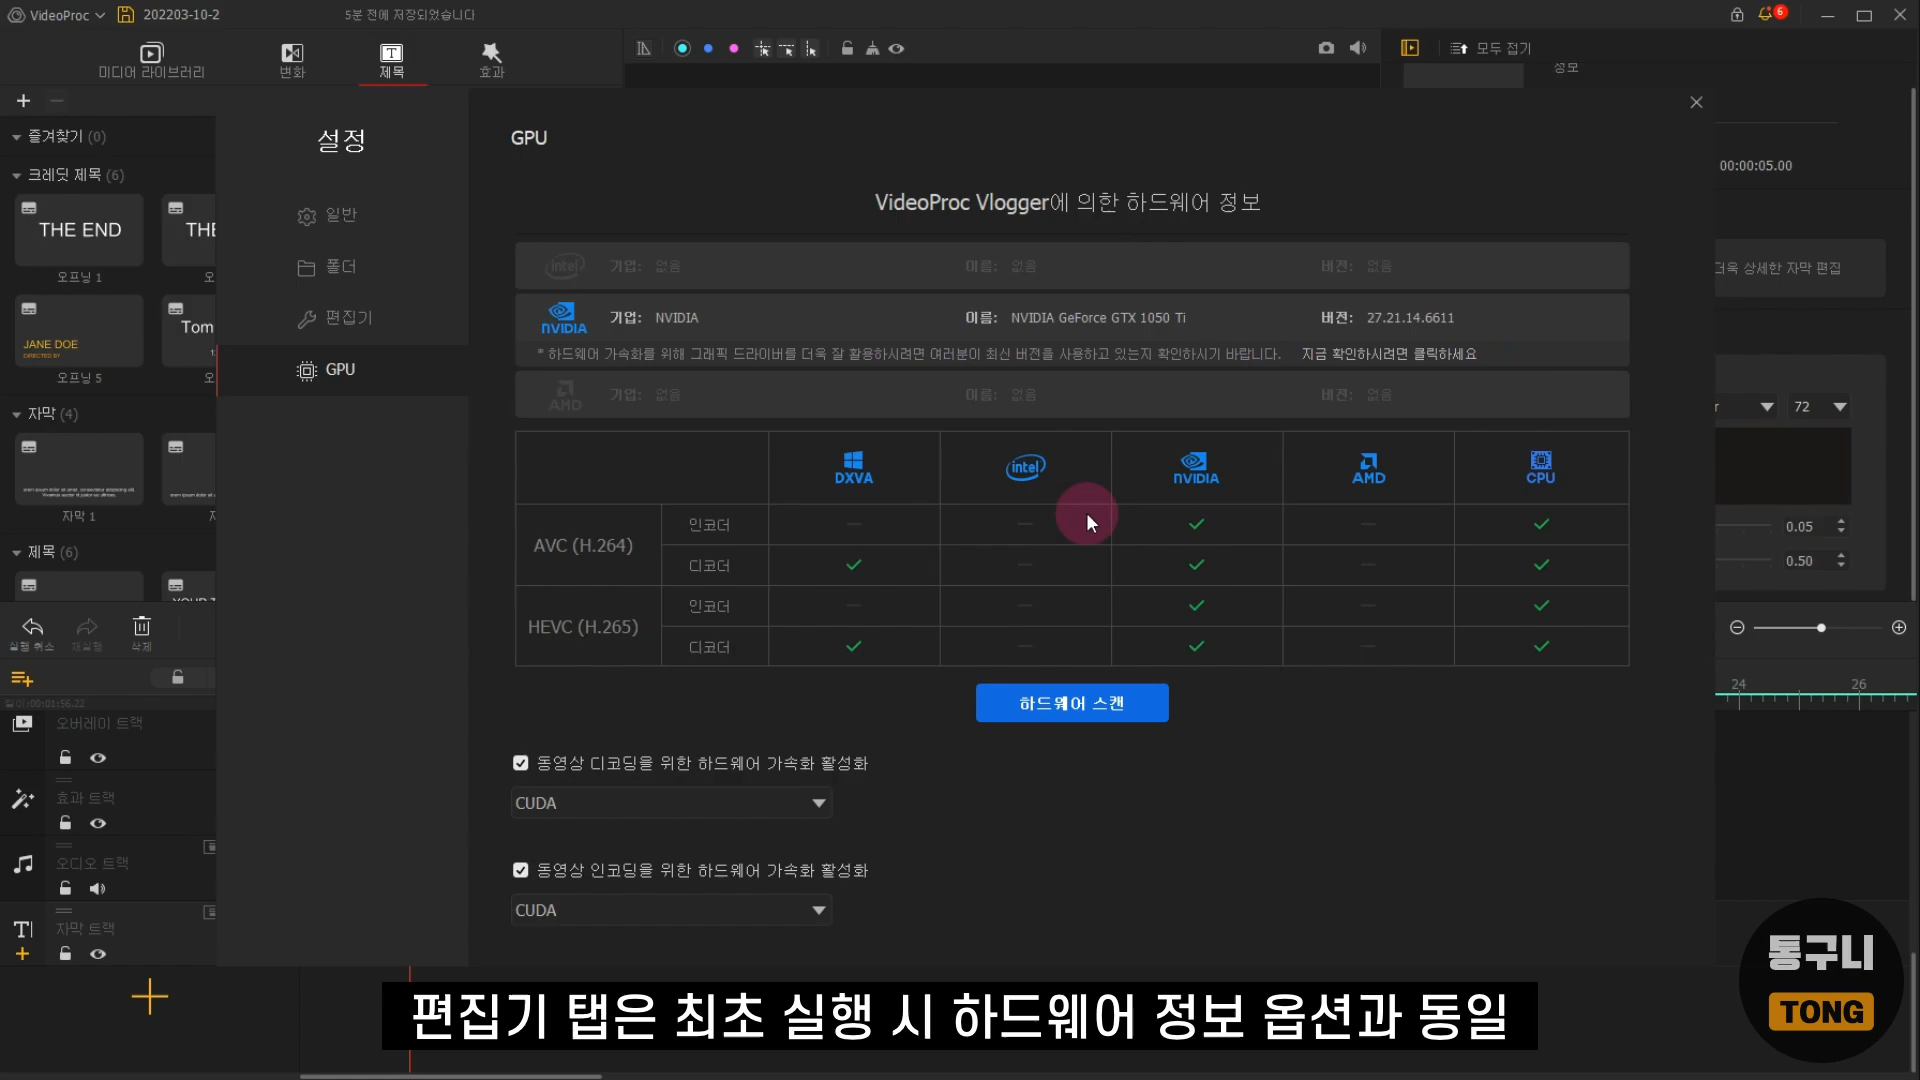 VideoProc
202203-10-2
5분 전에 저장되었습니다
6
미디어 라이브러리
변화
제목
효과
모두 접기
정보
즐겨찾기 (0)
크레딧 제목 (6)
THE END
오프닝 1
JANE DOE
DIRECTED BY
오프닝 5
Tom
자막 (4)
자막 1
제목 (6)
실행 취소
재실행
삭제
길이:00:01:56.22
오버레이 트랙
효과 트랙
오디오 트랙
자막 트랙
설정
일반
폴더
편집기
GPU
GPU
VideoProc Vlogger에 의한 하드웨어 정보
intel 기업: 없음 이름: 없음 버전: 없음
NVIDIA 기업: NVIDIA 이름: NVIDIA GeForce GTX 1050 Ti 버전: 27.21.14.6611
* 하드웨어 가속화를 위해 그래픽 드라이버를 더욱 잘 활용하시려면 여러분이 최신 버전을 사용하고 있는지 확인하시기 바랍니다. 지금 확인하시려면 클릭하세요
AMD 기업: 없음 이름: 없음 버전: 없음
DXVA intel NVIDIA AMD CPU
AVC (H.264)
인코더
디코더
HEVC (H.265)
인코더
디코더
하드웨어 스캔
동영상 디코딩을 위한 하드웨어 가속화 활성화
CUDA
동영상 인코딩을 위한 하드웨어 가속화 활성화
CUDA
00:00:05.00
더욱 상세한 자막 편집
72
0.05
0.50
24 26
편집기 탭은 최초 실행 시 하드웨어 정보 옵션과 동일
통구니
TONG